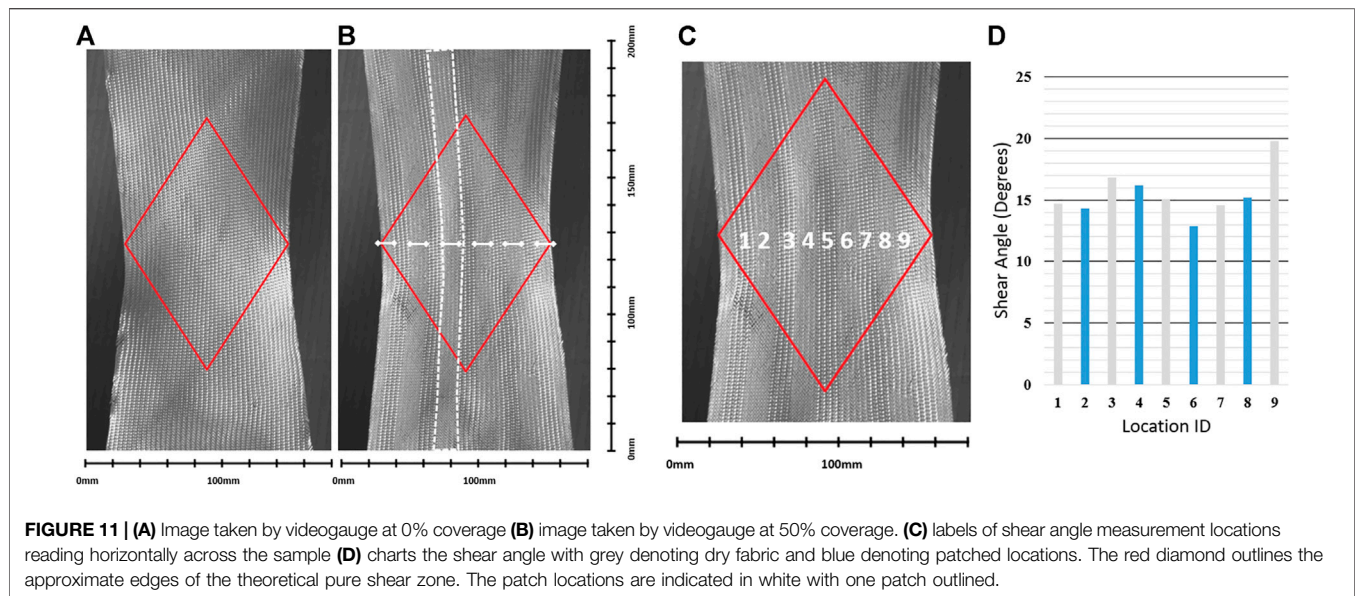 A
B
C
D
0mm
100mm
0mm
100mm
0mm
50mm
100mm
150mm
200mm
1 2 3 4 5 6 7 8 9
0mm
100mm
25
20
15
10
5
0
Shear Angle (Degrees)
1 2 3 4 5 6 7 8 9
Location ID
FIGURE 11 | (A) Image taken by videogauge at 0% coverage (B) image taken by videogauge at 50% coverage. (C) labels of shear angle measurement locations
reading horizontally across the sample (D) charts the shear angle with grey denoting dry fabric and blue denoting patched locations. The red diamond outlines the
approximate edges of the theoretical pure shear zone. The patch locations are indicated in white with one patch outlined.